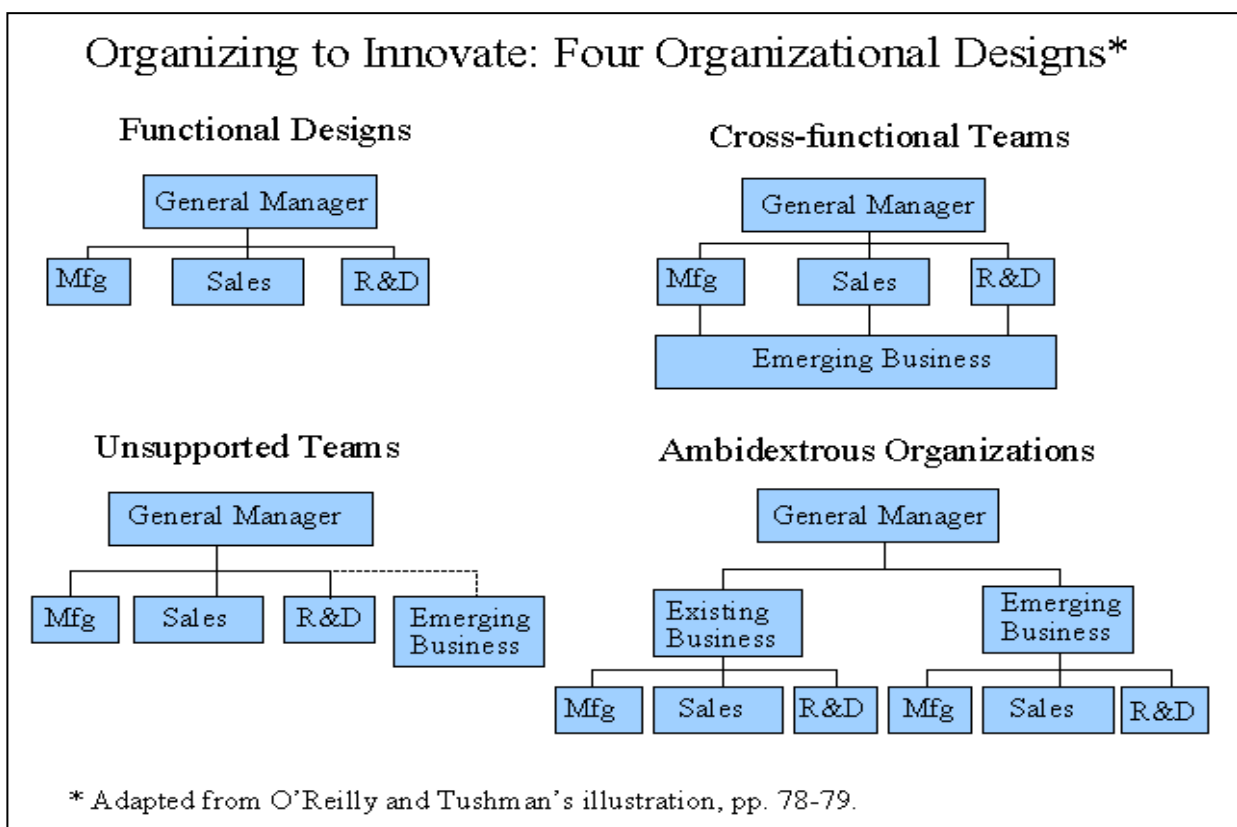 Organizing to Innovate: Four Organizational Designs*
Functional Designs
General Manager
Mfg
Sales
R&D
Cross-functional Teams
General Manager
Mfg
Sales
R&D
Emerging Business
Unsupported Teams
General Manager
Mfg
Sales
R&D
Emerging
Business
Ambidextrous Organizations
General Manager
Existing
Business
Emerging
Business
Mfg
Sales
R&D
Mfg
Sales
R&D
* Adapted from O'Reilly and Tushman's illustration, pp. 78-79.